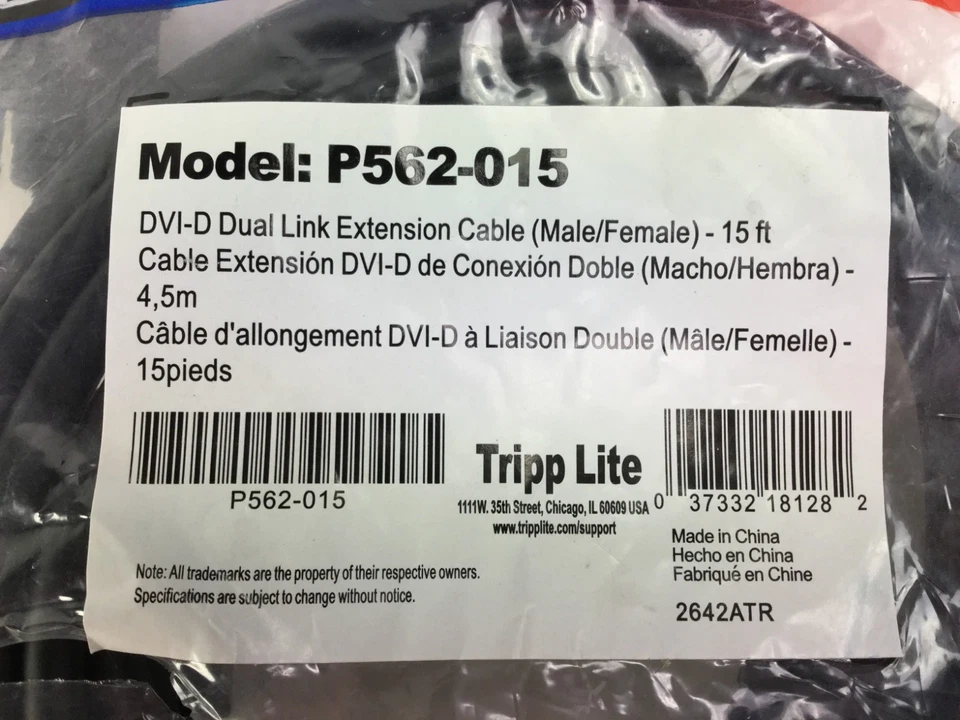 Model: P562-015
DVI-D Dual Link Extension Cable (Male/Female) - 15 ft
Cable Extensión DVI-D de Conexión Doble (Macho/Hembra) -
4,5m
Câble d'allongement DVI-D à Liaison Double (Mâle/Femelle) -
15pieds
P562-015
Tripp Lite
1111W. 35th Street, Chicago, IL 60609 USA
www.tripplite.com/support
0 37332 18128 2
Made in China
Hecho en China
Fabriqué en Chine
2642ATR
Note: All trademarks are the property of their respective owners.
Specifications are subject to change without notice.